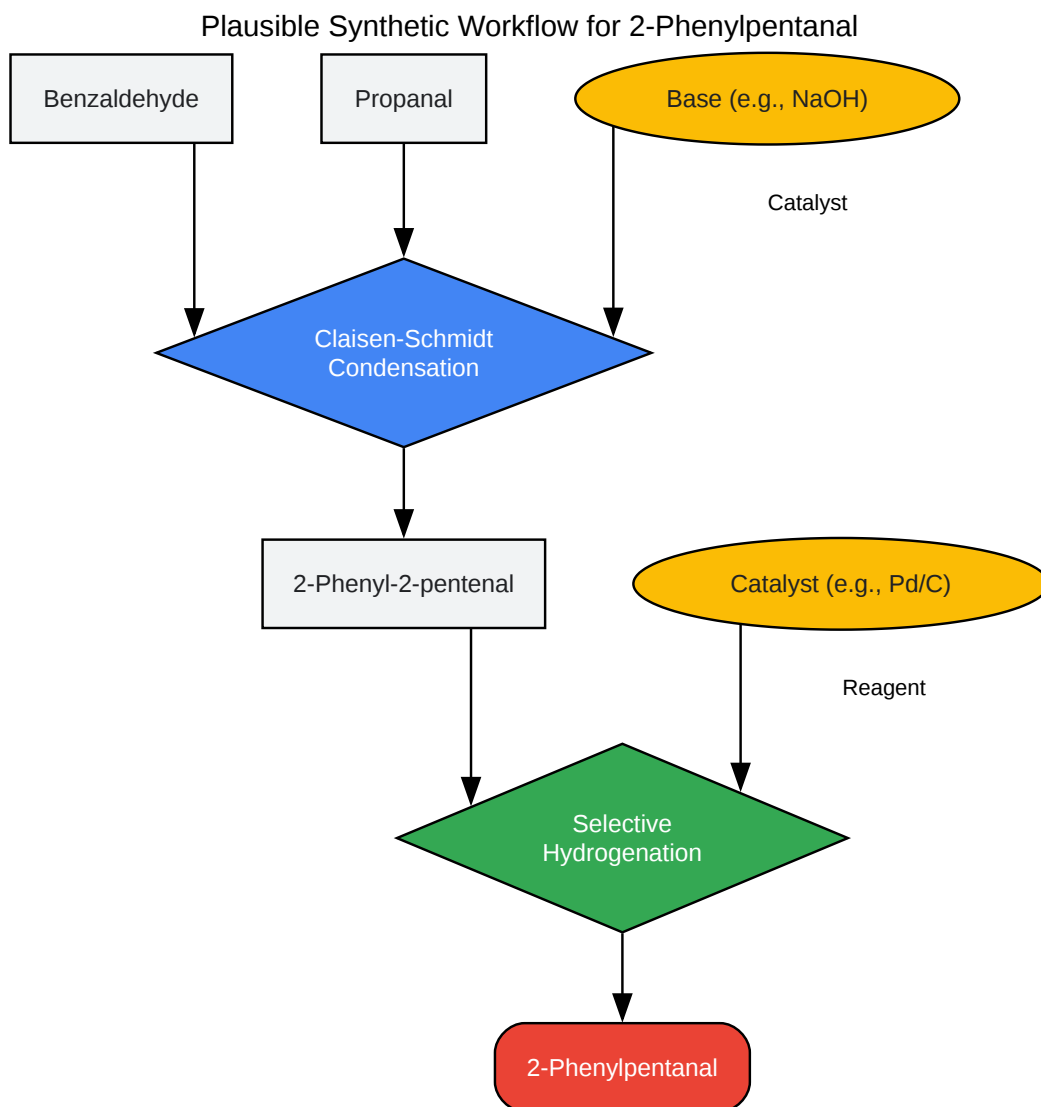 Plausible Synthetic Workflow for 2-Phenylpentanal
Benzaldehyde
Propanal
Base (e.g., NaOH)
Catalyst
Claisen-Schmidt
Condensation
2-Phenyl-2-pentenal
Catalyst (e.g., Pd/C)
Reagent
Selective
Hydrogenation
2-Phenylpentanal